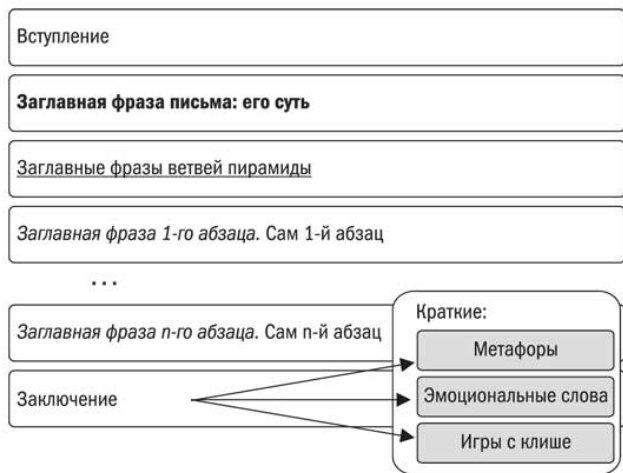 Вступление
Заглавная фраза письма: его суть
Заглавные фразы ветвей пирамиды
Заглавная фраза 1-го абзаца. Сам 1-й абзац
...
Заглавная фраза n-го абзаца. Сам n-й абзац
Заключение
Краткие:
Метафоры
Эмоциональные слова
Игры с клише